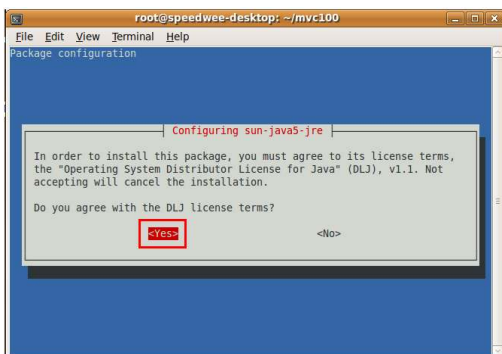 root@speedwee-desktop: ~/mvc100
File Edit View Terminal Help
Package configuration
Configuring sun-java5-jre
In order to install this package, you must agree to its license terms,
the "Operating System Distributor License for Java" (DLJ), v1.1. Not
accepting will cancel the installation.
Do you agree with the DLJ license terms?
<Yes> <No>